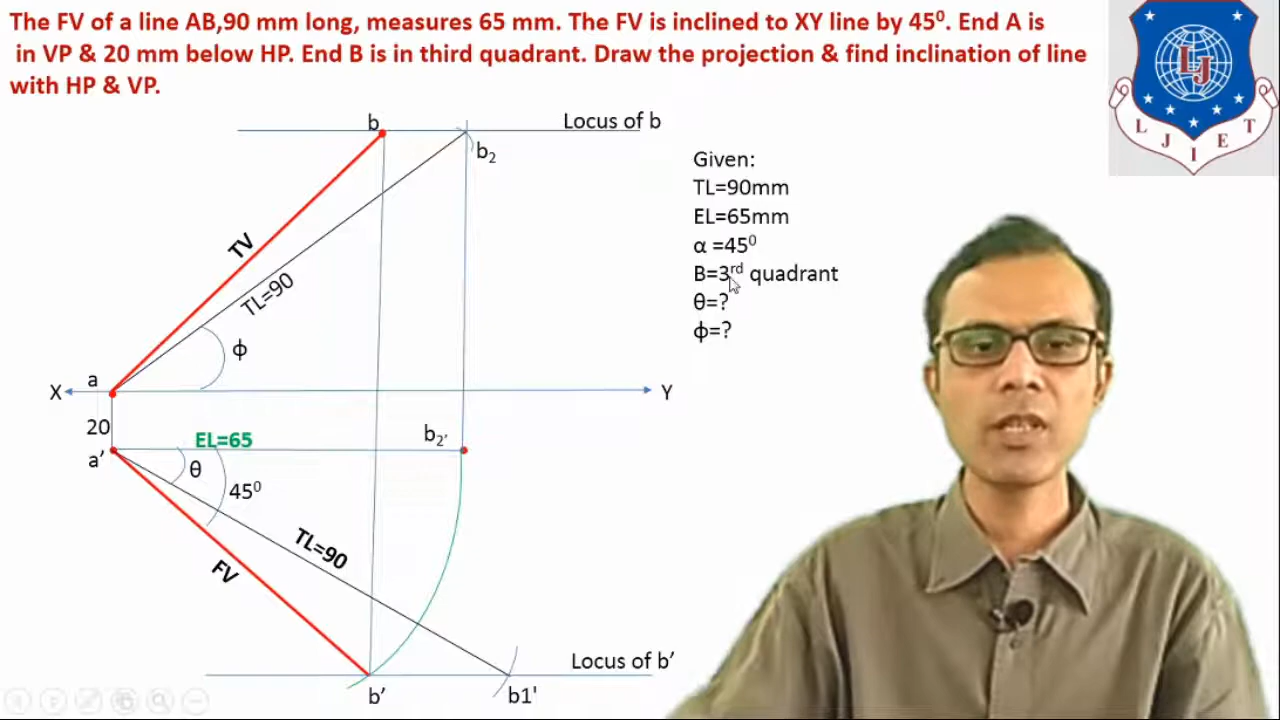 The FV of a line AB,90 mm long, measures 65 mm. The FV is inclined to XY line by 45⁰. End A is
in VP & 20 mm below HP. End B is in third quadrant. Draw the projection & find inclination of line
with HP & VP.
L J
L J I E T
b
Locus of b
b₂
TV
TL=90
ϕ
a
X
Y
20
EL=65
b₂'
a'
θ
45⁰
TL=90
FV
Locus of b'
b'
b1'
Given:
TL=90mm
EL=65mm
α =45⁰
B=3ʳᵈ quadrant
θ=?
ϕ=?